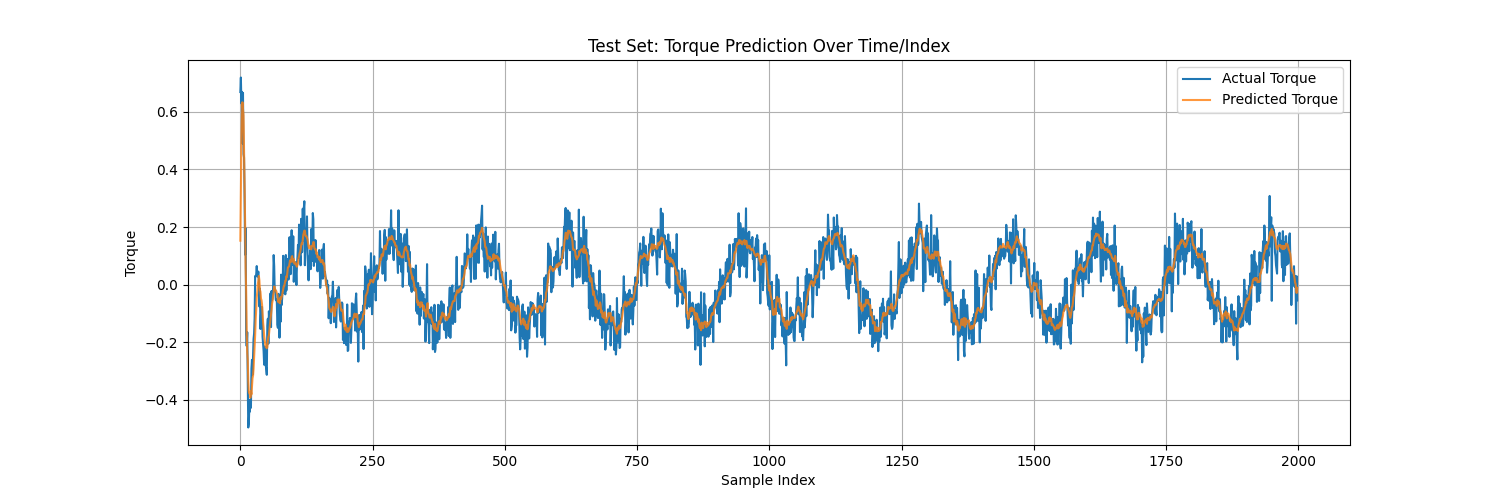 Test Set: Torque Prediction Over Time/Index
Actual Torque
Predicted Torque
Torque
0.6
0.4
0.2
0.0
−0.2
−0.4
0 250 500 750 1000 1250 1500 1750 2000
Sample Index